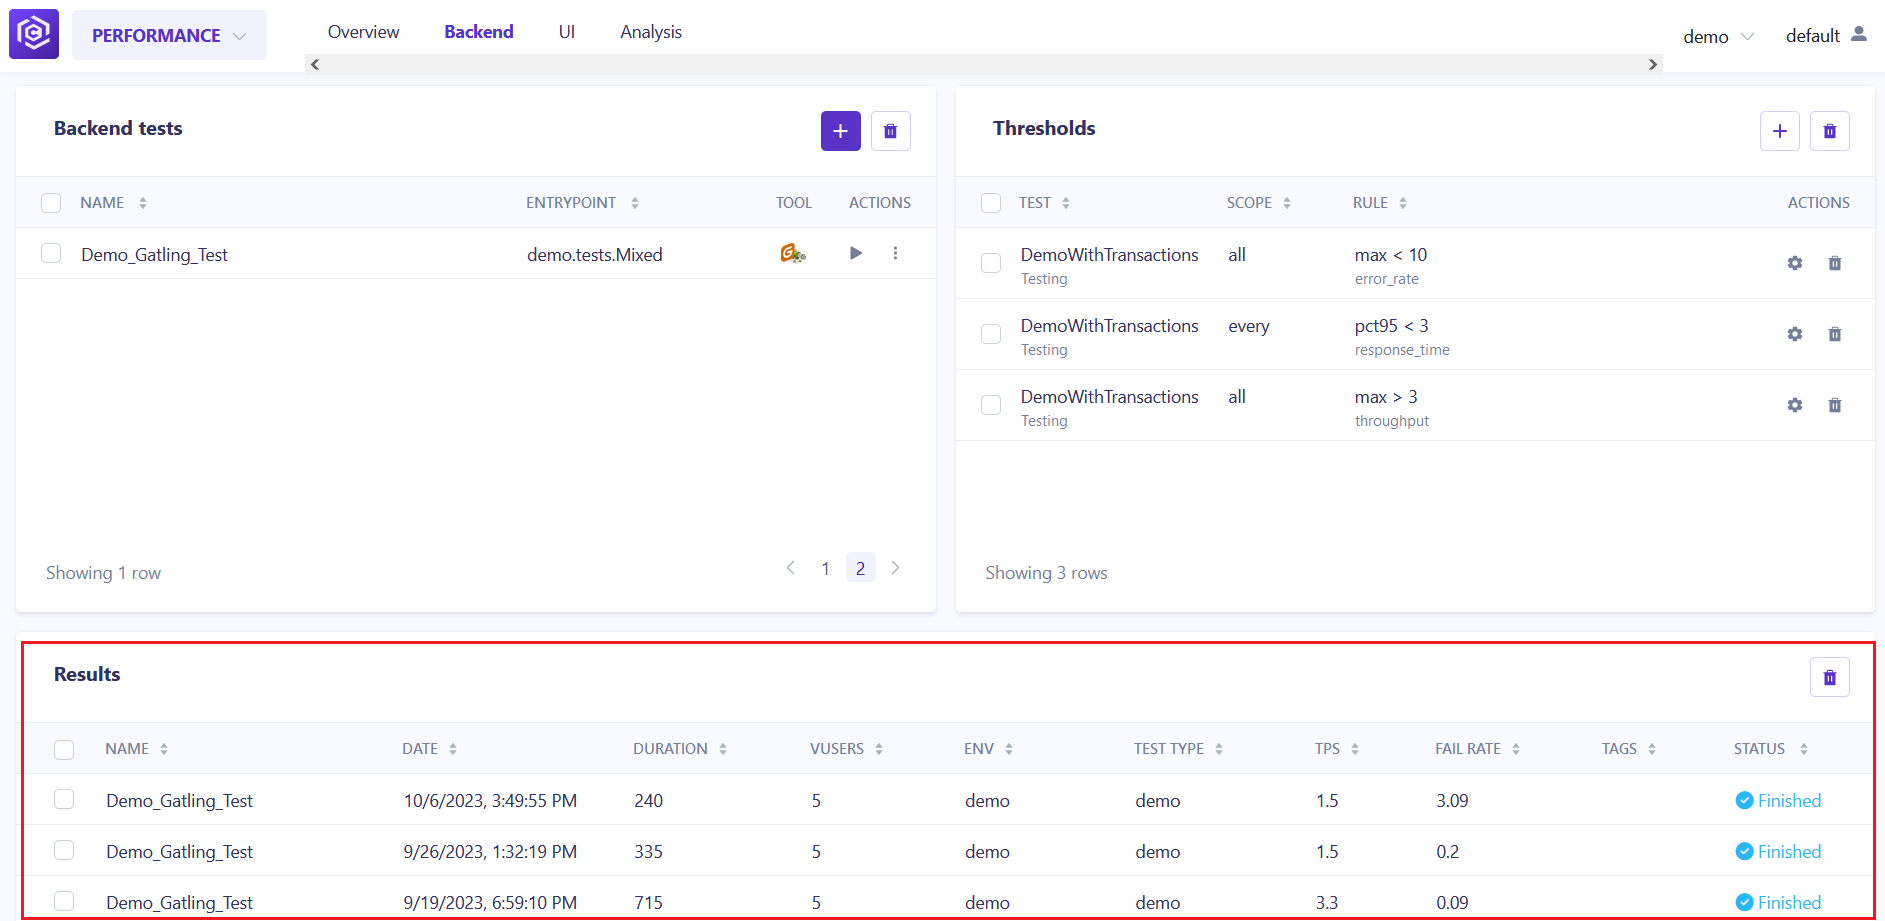 PERFORMANCE
Overview Backend UI Analysis
demo default
Backend tests
NAME ENTRYPOINT TOOL ACTIONS
Demo_Gatling_Test demo.tests.Mixed
Showing 1 row
1 2
Thresholds
TEST SCOPE RULE ACTIONS
DemoWithTransactions all max < 10
Testing error_rate
DemoWithTransactions every pct95 < 3
Testing response_time
DemoWithTransactions all max > 3
Testing throughput
Showing 3 rows
Results
NAME DATE DURATION VUSERS ENV TEST TYPE TPS FAIL RATE TAGS STATUS
Demo_Gatling_Test 10/6/2023, 3:49:55 PM 240 5 demo demo 1.5 3.09 Finished
Demo_Gatling_Test 9/26/2023, 1:32:19 PM 335 5 demo demo 1.5 0.2 Finished
Demo_Gatling_Test 9/19/2023, 6:59:10 PM 715 5 demo demo 3.3 0.09 Finished